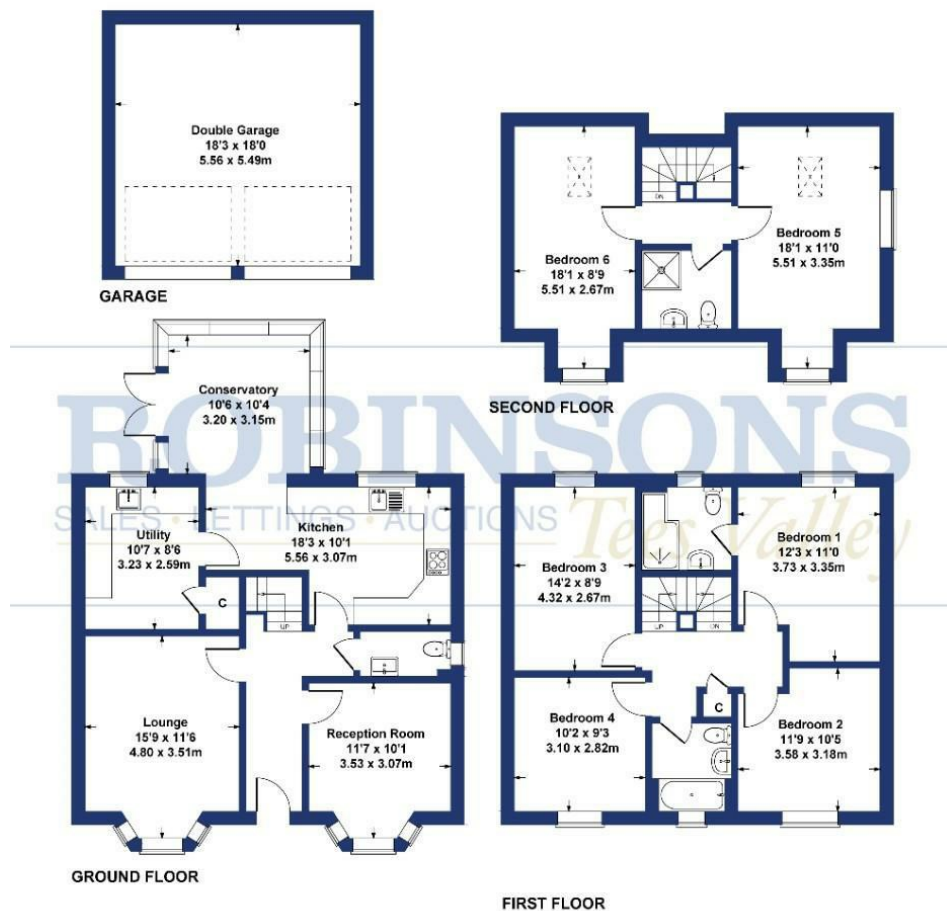 Double Garage
18'3 x 18'0
5.56 x 5.49m
GARAGE
DN
Bedroom 6
18'1 x 8'9
5.51 x 2.67m
Bedroom 5
18'1 x 11'0
5.51 x 3.35m
SECOND FLOOR
Conservatory
10'6 x 10'4
3.20 x 3.15m
ROBINSONS
SALES · LETTINGS · AUCTIONS
Tees Valley
Utility
10'7 x 8'6
3.23 x 2.59m
Kitchen
18'3 x 10'1
5.56 x 3.07m
C
UP
Lounge
15'9 x 11'6
4.80 x 3.51m
Reception Room
11'7 x 10'1
3.53 x 3.07m
GROUND FLOOR
Bedroom 3
14'2 x 8'9
4.32 x 2.67m
Bedroom 1
12'3 x 11'0
3.73 x 3.35m
UP
DN
C
Bedroom 4
10'2 x 9'3
3.10 x 2.82m
Bedroom 2
11'9 x 10'5
3.58 x 3.18m
FIRST FLOOR